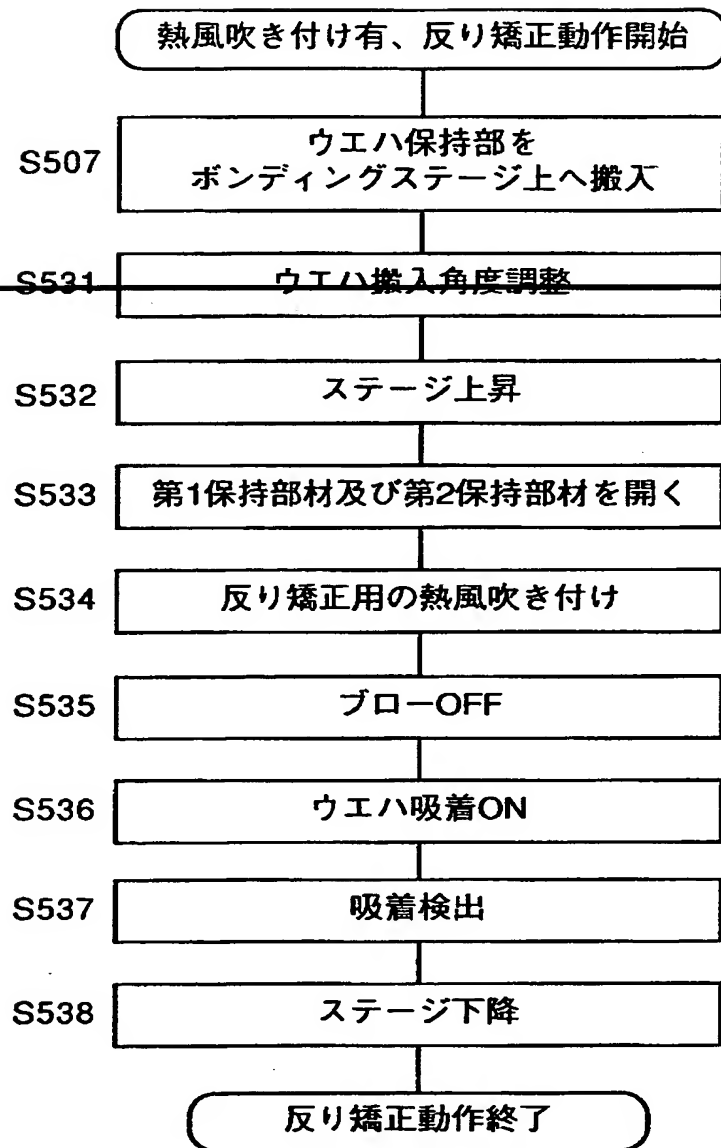 熱風吹き付け有、反り矯正動作開始
S507
ウエハ保持部を
ボンディングステージ上へ搬入
S531
ウエハ搬入角度調整
S532
ステージ上昇
S533
第1保持部材及び第2保持部材を開く
S534
反り矯正用の熱風吹き付け
S535
ブローOFF
S536
ウエハ吸着ON
S537
吸着検出
S538
ステージ下降
反り矯正動作終了